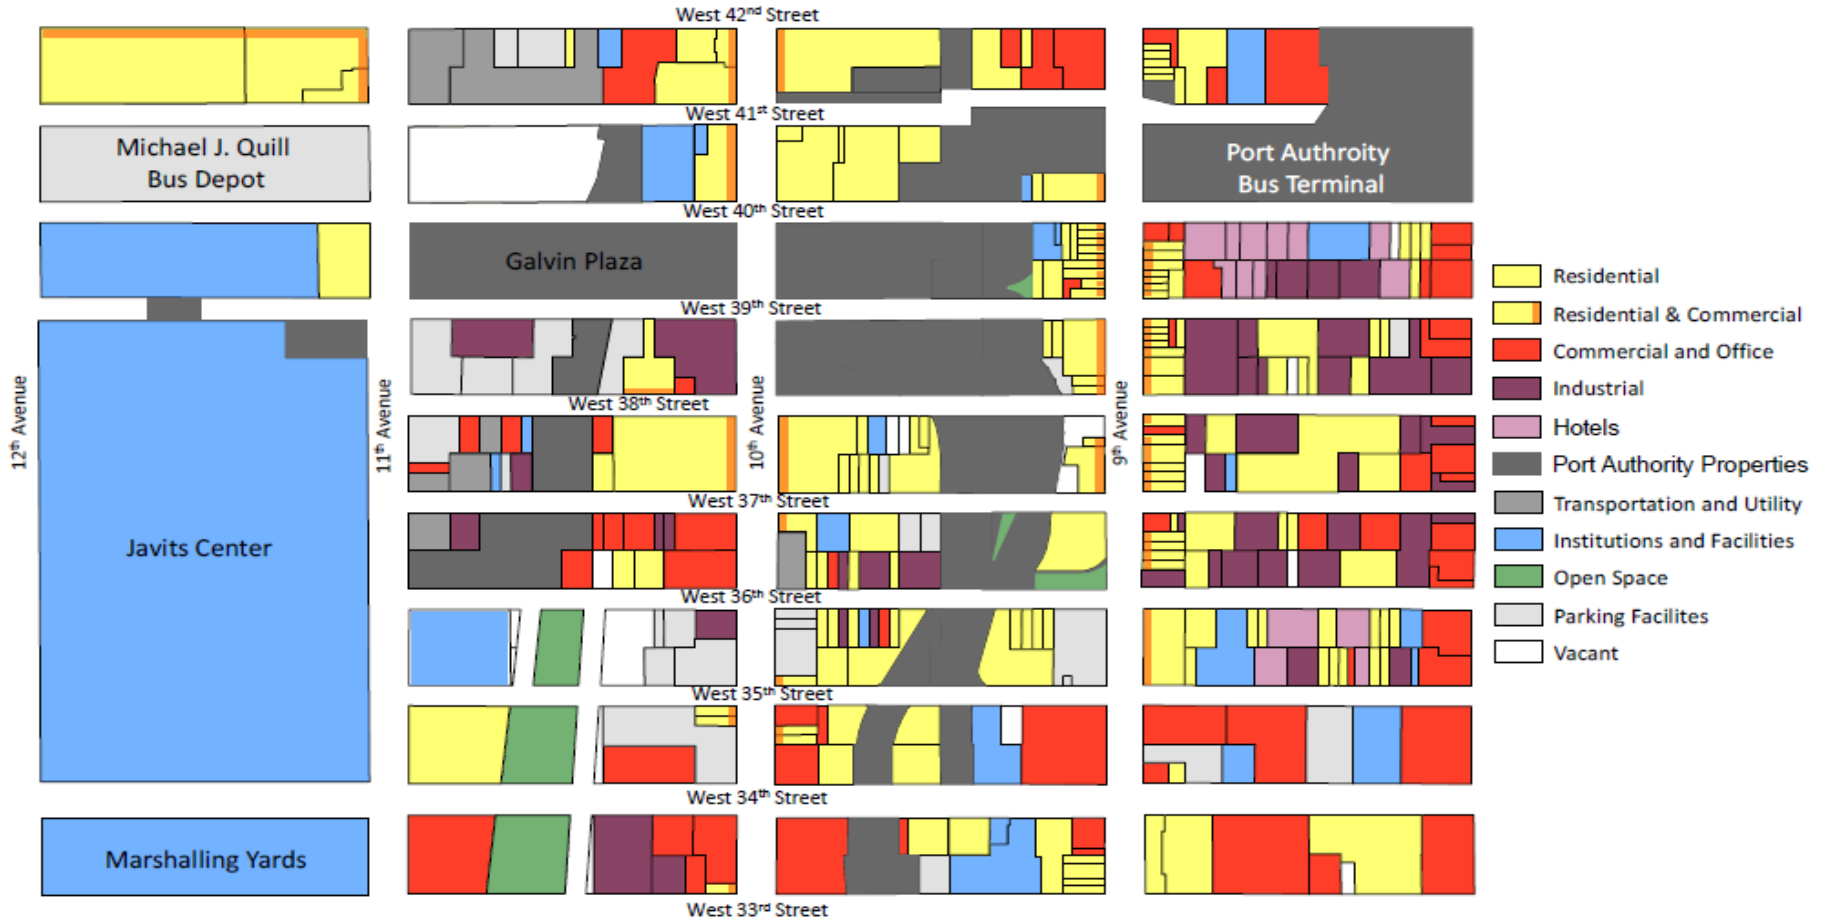 West 42nd Street
West 41st Street
Michael J. Quill
Bus Depot
Port Authroity
Bus Terminal
West 40th Street
Galvin Plaza
West 39th Street
Residential
Residential & Commercial
Commercial and Office
Industrial
Hotels
Port Authority Properties
Transportation and Utility
Institutions and Facilities
Open Space
Parking Facilites
Vacant
12th Avenue
11th Avenue
10th Avenue
9th Avenue
West 38th Street
West 37th Street
Javits Center
West 36th Street
West 35th Street
West 34th Street
Marshalling Yards
West 33rd Street